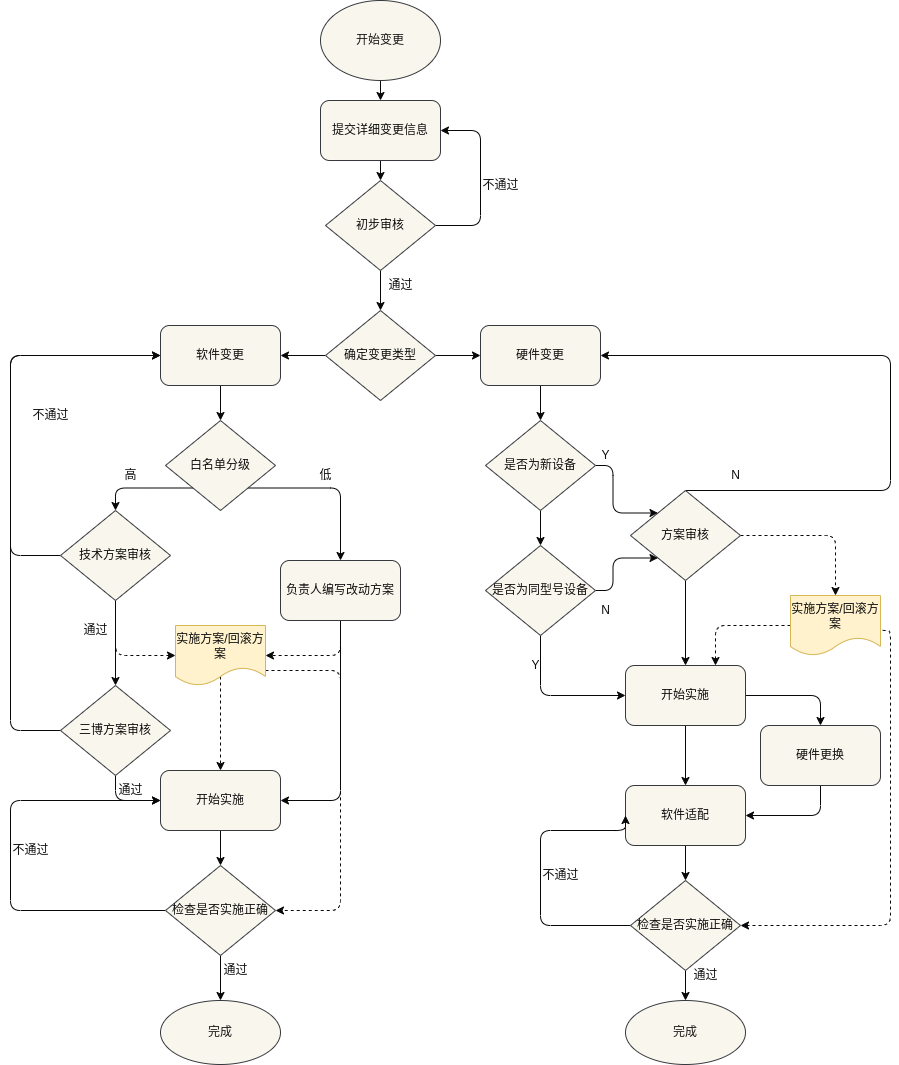 开始变更
提交详细变更信息
不通过
初步审核
通过
软件变更
确定变更类型
硬件变更
不通过
白名单分级
高
低
是否为新设备
Y
N
技术方案审核
方案审核
负责人编写改动方案
是否为同型号设备
N
通过
实施方案/回滚方
案
实施方案/回滚方
案
Y
三博方案审核
开始实施
通过
开始实施
硬件更换
软件适配
不通过
不通过
检查是否实施正确
检查是否实施正确
通过
通过
完成
完成